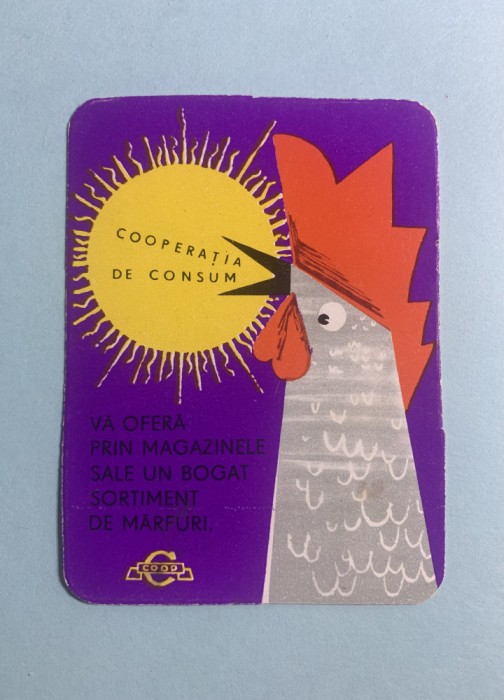 COOPERAȚIA
DE CONSUM
VĂ OFERĂ
PRIN MAGAZINELE
SALE UN BOGAT
SORTIMENT
DE MĂRFURI.
COOP